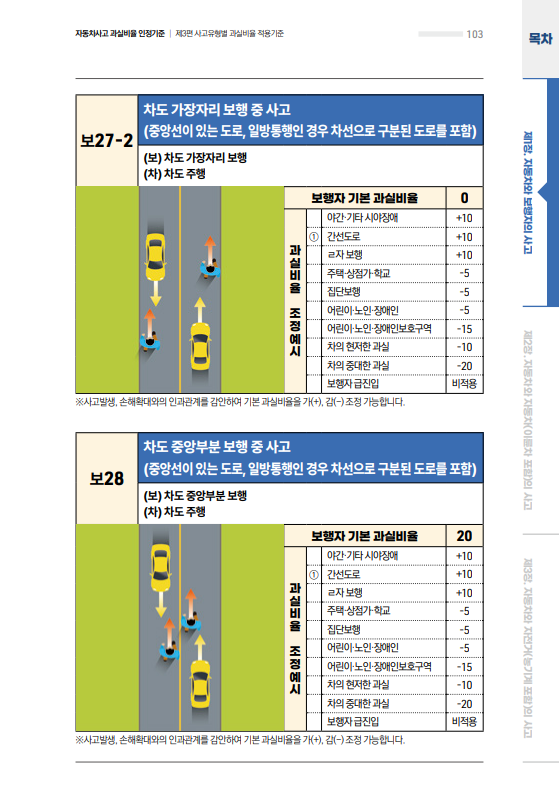 자동차사고 과실비율 인정기준 | 제3편 사고유형별 과실비율 적용기준
103
목차
보27-2
차도 가장자리 보행 중 사고
(중앙선이 있는 도로, 일방통행인 경우 차선으로 구분된 도로를 포함)
(보) 차도 가장자리 보행
(차) 차도 주행
보행자 기본 과실비율 0
과실비율 조정예시
야간·기타 시야장애 +10
① 간선도로 +10
ㄹ자 보행 +10
주택·상점가·학교 -5
집단보행 -5
어린이·노인·장애인 -5
어린이·노인·장애인보호구역 -15
차의 현저한 과실 -10
차의 중대한 과실 -20
보행자 급진입 비적용
※사고발생, 손해확대와의 인과관계를 감안하여 기본 과실비율을 가(+), 감(-) 조정 가능합니다.
보28
차도 중앙부분 보행 중 사고
(중앙선이 있는 도로, 일방통행인 경우 차선으로 구분된 도로를 포함)
(보) 차도 중앙부분 보행
(차) 차도 주행
보행자 기본 과실비율 20
과실비율 조정예시
야간·기타 시야장애 +10
① 간선도로 +10
ㄹ자 보행 +10
주택·상점가·학교 -5
집단보행 -5
어린이·노인·장애인 -5
어린이·노인·장애인보호구역 -15
차의 현저한 과실 -10
차의 중대한 과실 -20
보행자 급진입 비적용
※사고발생, 손해확대와의 인과관계를 감안하여 기본 과실비율을 가(+), 감(-) 조정 가능합니다.
제1장. 자동차와 보행자의 사고
제2장. 자동차와 자동차(이륜차 포함)의 사고
제3장. 자동차와 자전거(농기계 포함)의 사고